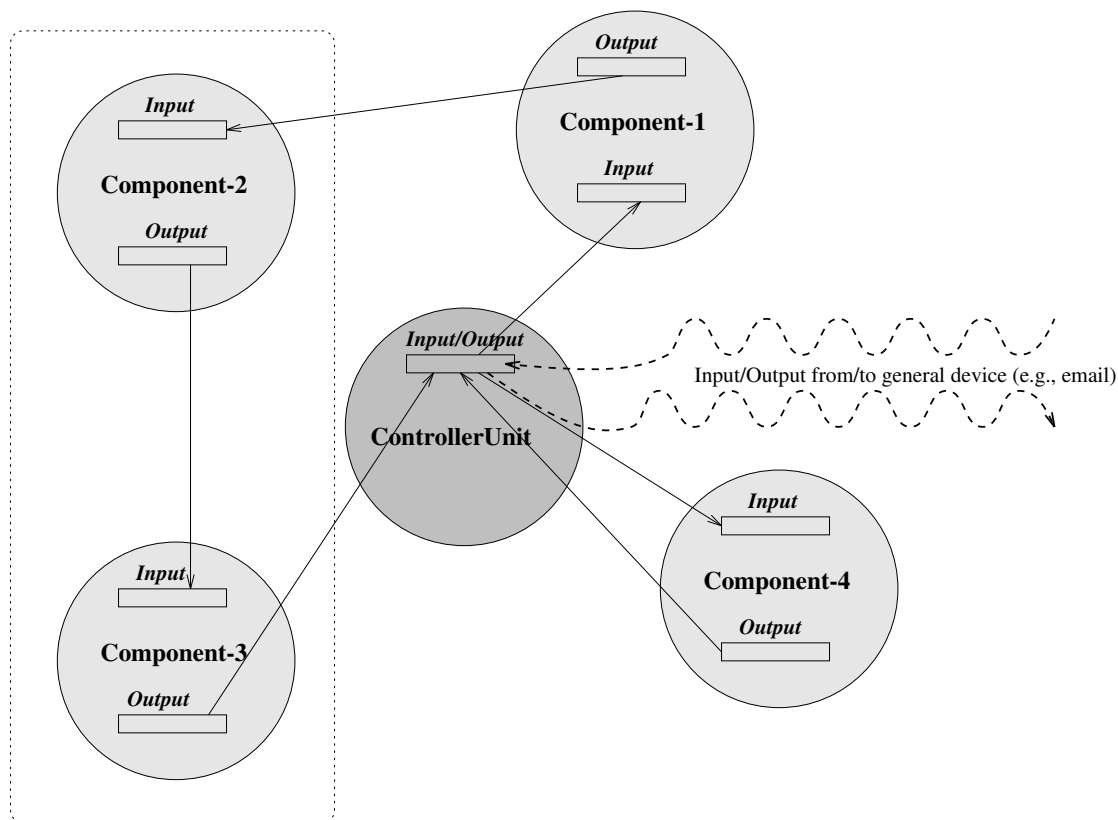 Output
Component-1
Input
Input
Component-2
Output
Input/Output
ControllerUnit
Input/Output from/to general device (e.g., email)
Input
Component-4
Output
Input
Component-3
Output